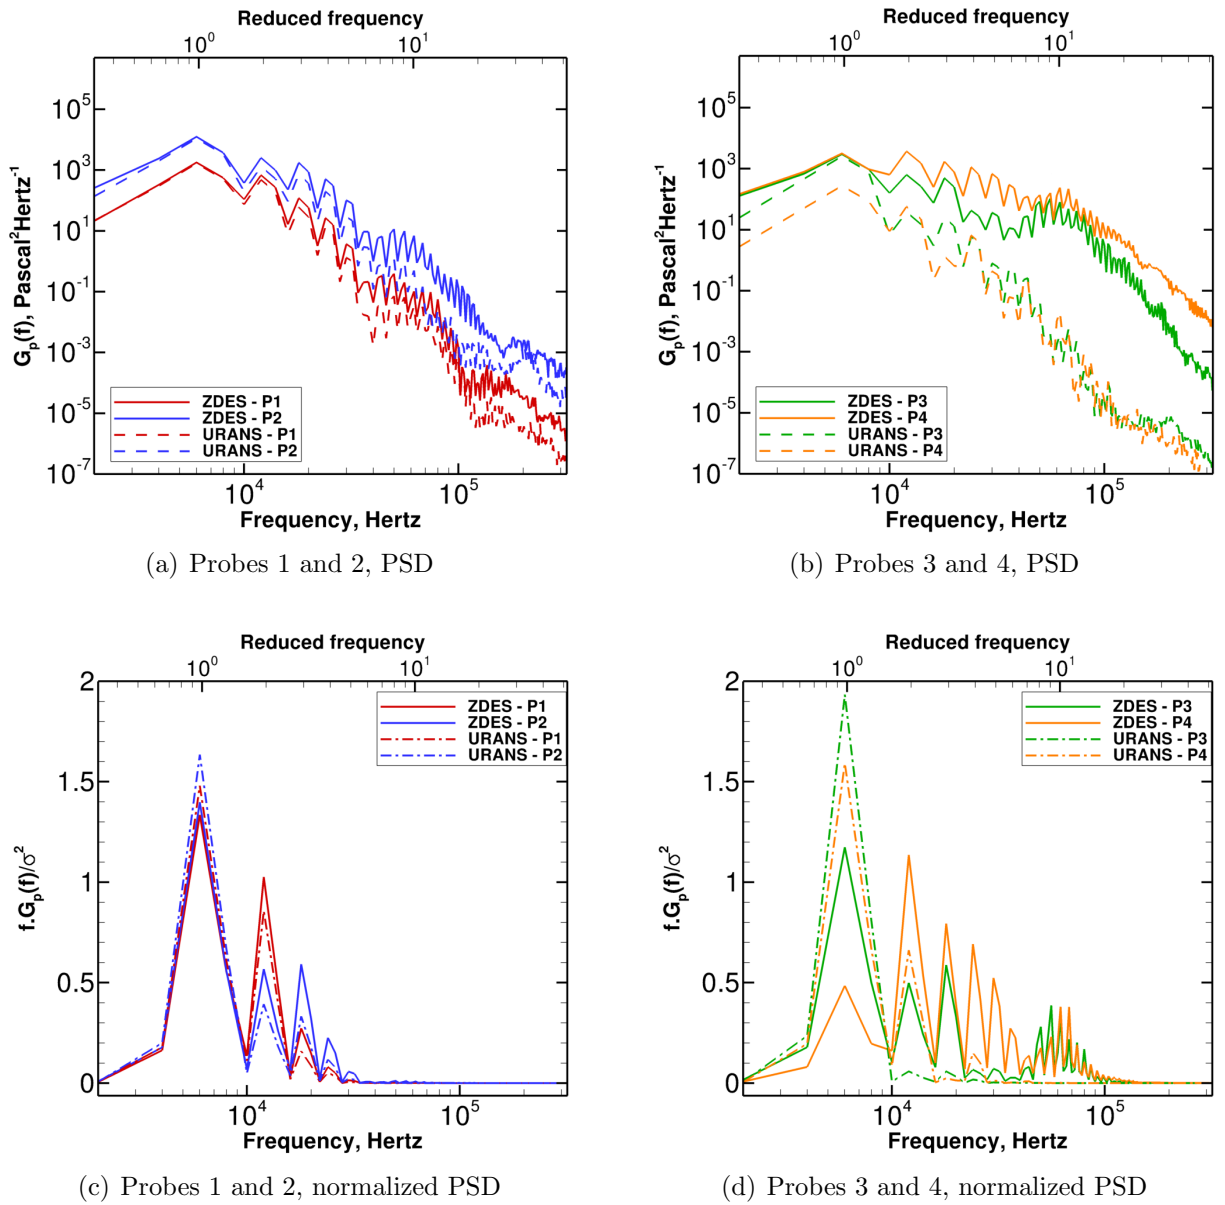 Reduced frequency
10^0 10^1
10^5
10^3
10^1
10^-1
10^-3
10^-5
10^-7
G_p(f), Pascal^2Hertz^-1
ZDES - P1
ZDES - P2
URANS - P1
URANS - P2
10^4 10^5
Frequency, Hertz
(a) Probes 1 and 2, PSD
Reduced frequency
10^0 10^1
10^5
10^3
10^1
10^-1
10^-3
10^-5
10^-7
G_p(f), Pascal^2Hertz^-1
ZDES - P3
ZDES - P4
URANS - P3
URANS - P4
10^4 10^5
Frequency, Hertz
(b) Probes 3 and 4, PSD
Reduced frequency
10^0 10^1
2
1.5
1
0.5
0
f.G_p(f)/σ^2
ZDES - P1
ZDES - P2
URANS - P1
URANS - P2
10^4 10^5
Frequency, Hertz
(c) Probes 1 and 2, normalized PSD
Reduced frequency
10^0 10^1
2
1.5
1
0.5
0
f.G_p(f)/σ^2
ZDES - P3
ZDES - P4
URANS - P3
URANS - P4
10^4 10^5
Frequency, Hertz
(d) Probes 3 and 4, normalized PSD